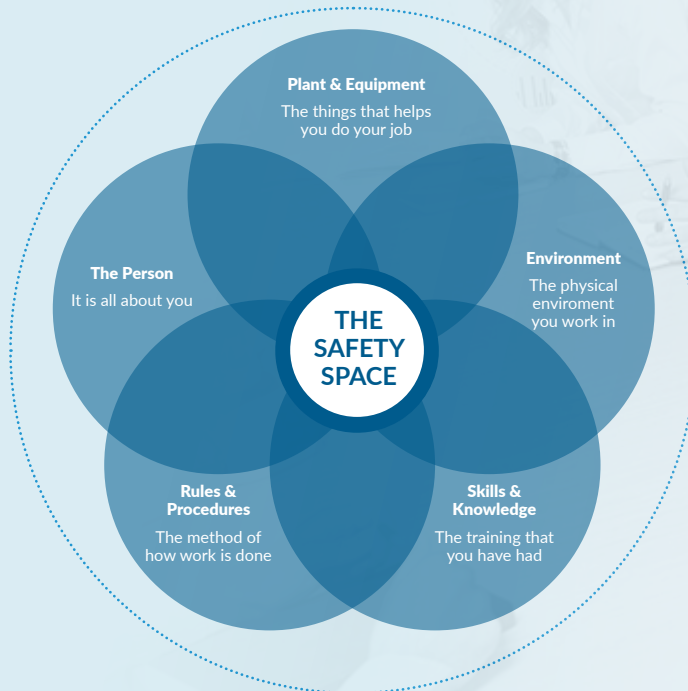 Plant & Equipment
The things that helps
you do your job
The Person
It is all about you
Environment
The physical
enviroment
you work in
THE
SAFETY
SPACE
Rules &
Procedures
The method of
how work is done
Skills &
Knowledge
The training that
you have had